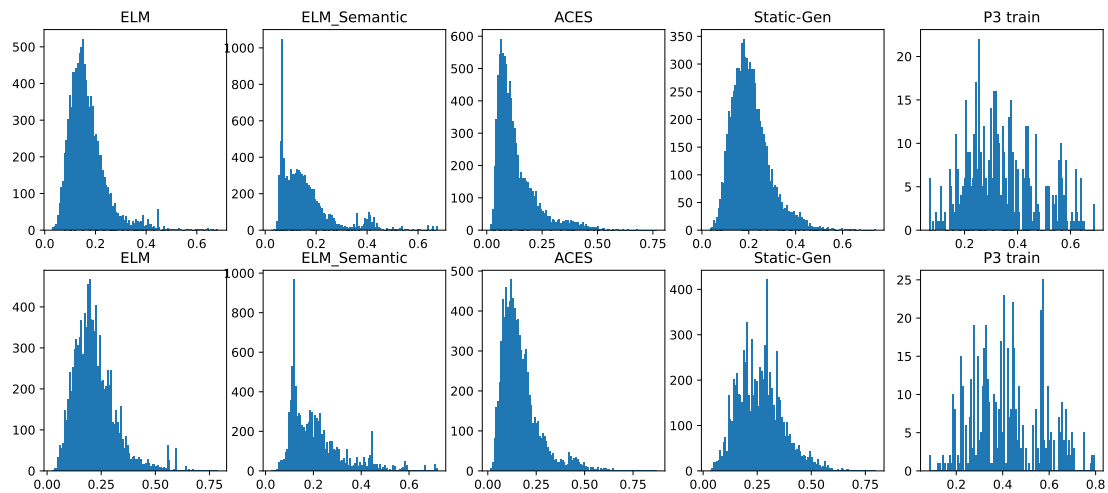 ELM ELM_Semantic ACES Static-Gen P3 train
500 1000 600 350 20
400 800 500 300 15
300 600 400 250 10
200 400 300 200 5
100 200 200 150 0
0 0 100 100
0 50
0
0.0 0.2 0.4 0.6 0.0 0.2 0.4 0.6 0.00 0.25 0.50 0.75 0.0 0.2 0.4 0.6 0.2 0.4 0.6
ELM ELM_Semantic ACES Static-Gen P3 train
400 1000 500 400 25
300 800 400 300 20
200 600 300 200 15
100 400 200 100 10
0 200 100 0 5
0 0 0
0.00 0.25 0.50 0.75 0.0 0.2 0.4 0.6 0.00 0.25 0.50 0.75 0.00 0.25 0.50 0.75 0.2 0.4 0.6 0.8